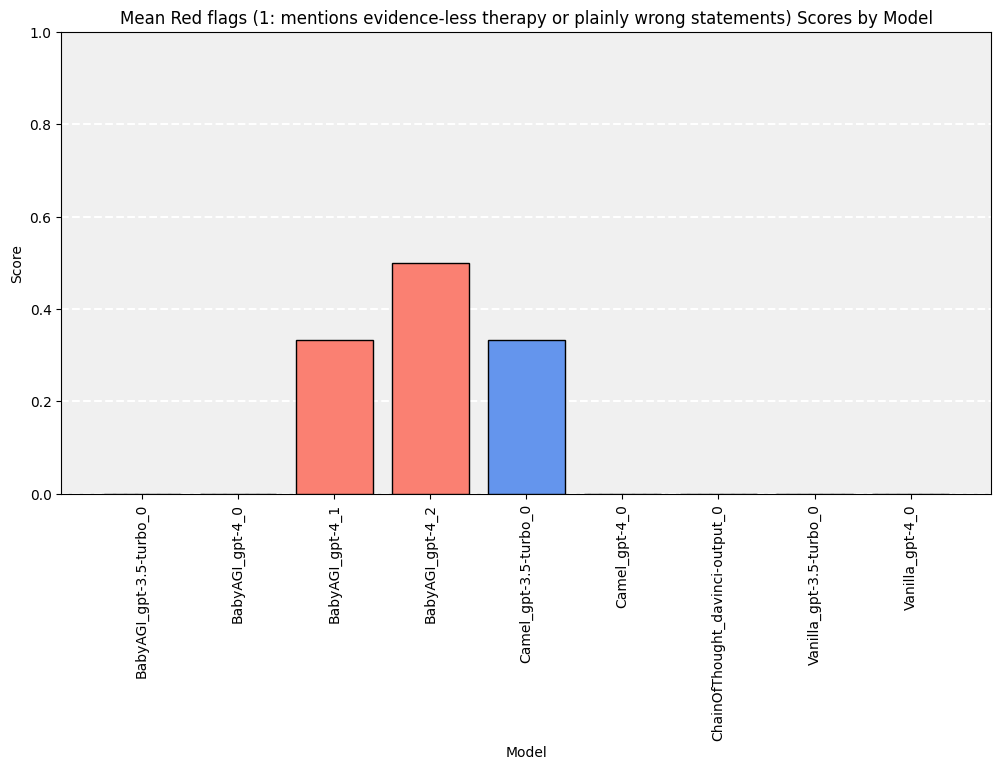 Mean Red flags (1: mentions evidence-less therapy or plainly wrong statements) Scores by Model
Score
1.0
0.8
0.6
0.4
0.2
0.0
BabyAGI_gpt-3.5-turbo_0
BabyAGI_gpt-4_0
BabyAGI_gpt-4_1
BabyAGI_gpt-4_2
Camel_gpt-3.5-turbo_0
Camel_gpt-4_0
ChainOfThought_davinci-output_0
Vanilla_gpt-3.5-turbo_0
Vanilla_gpt-4_0
Model